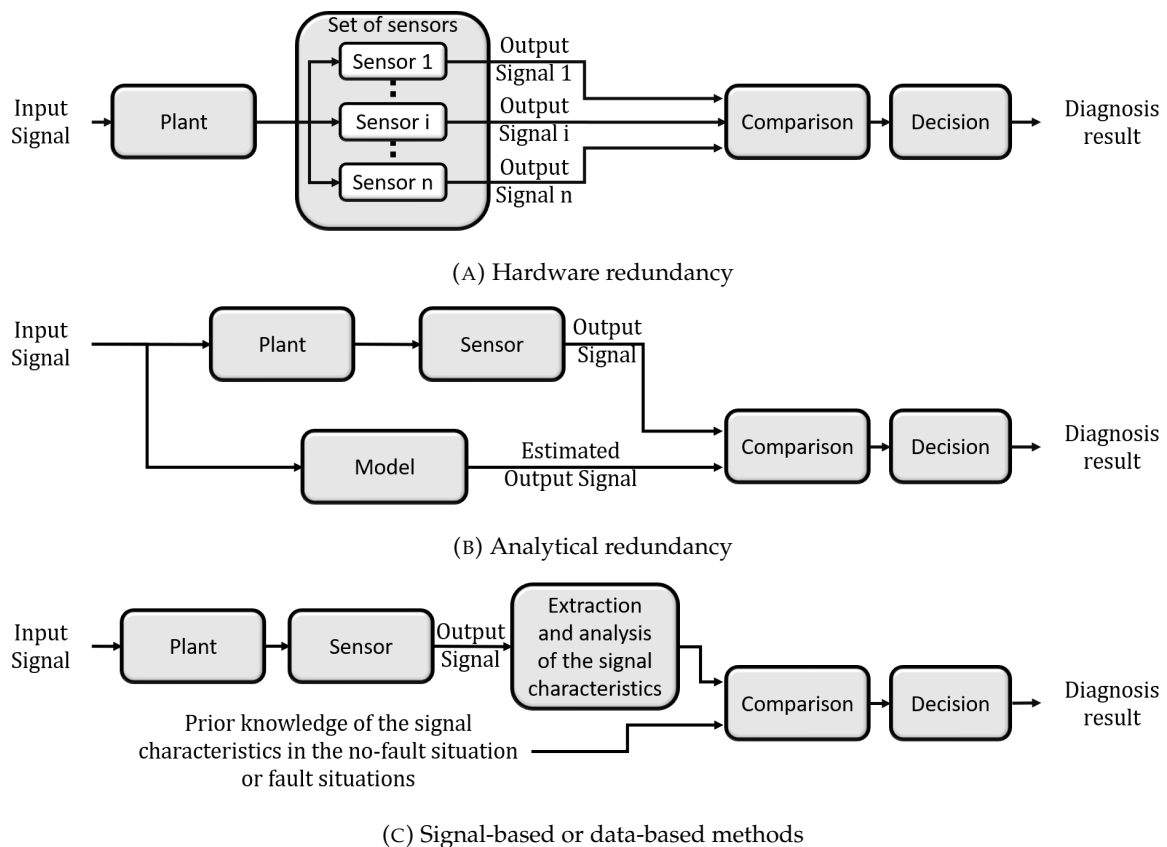 Set of sensors
Input
Signal
Plant
Sensor 1
Sensor i
Sensor n
Output
Signal 1
Output
Signal i
Output
Signal n
Comparison
Decision
Diagnosis
result
(A) Hardware redundancy
Input
Signal
Plant
Sensor
Output
Signal
Model
Estimated
Output Signal
Comparison
Decision
Diagnosis
result
(B) Analytical redundancy
Input
Signal
Plant
Sensor
Output
Signal
Extraction
and analysis
of the signal
characteristics
Prior knowledge of the signal
characteristics in the no-fault situation
or fault situations
Comparison
Decision
Diagnosis
result
(C) Signal-based or data-based methods